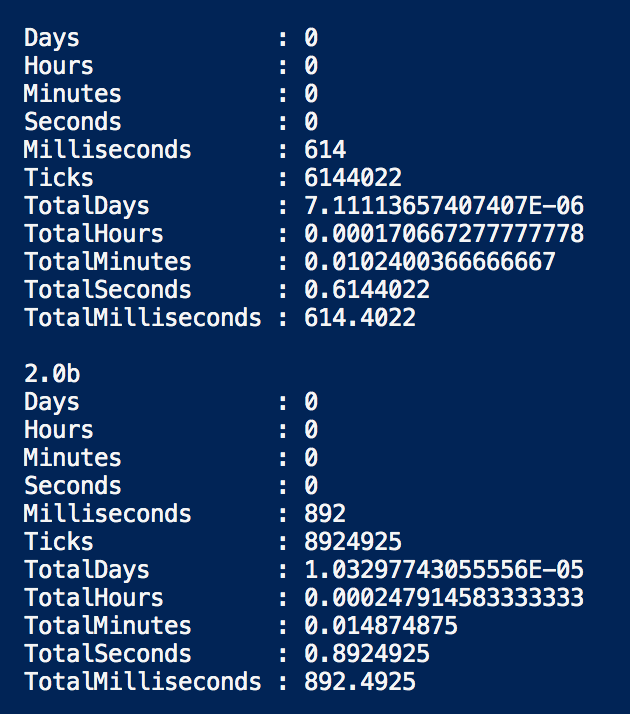 Days              : 0
Hours             : 0
Minutes           : 0
Seconds           : 0
Milliseconds      : 614
Ticks             : 6144022
TotalDays         : 7.11113657407407E-06
TotalHours        : 0.000170667277777778
TotalMinutes      : 0.0102400366666667
TotalSeconds      : 0.6144022
TotalMilliseconds : 614.4022
2.0b
Days              : 0
Hours             : 0
Minutes           : 0
Seconds           : 0
Milliseconds      : 892
Ticks             : 8924925
TotalDays         : 1.03297743055556E-05
TotalHours        : 0.000247914583333333
TotalMinutes      : 0.014874875
TotalSeconds      : 0.8924925
TotalMilliseconds : 892.4925